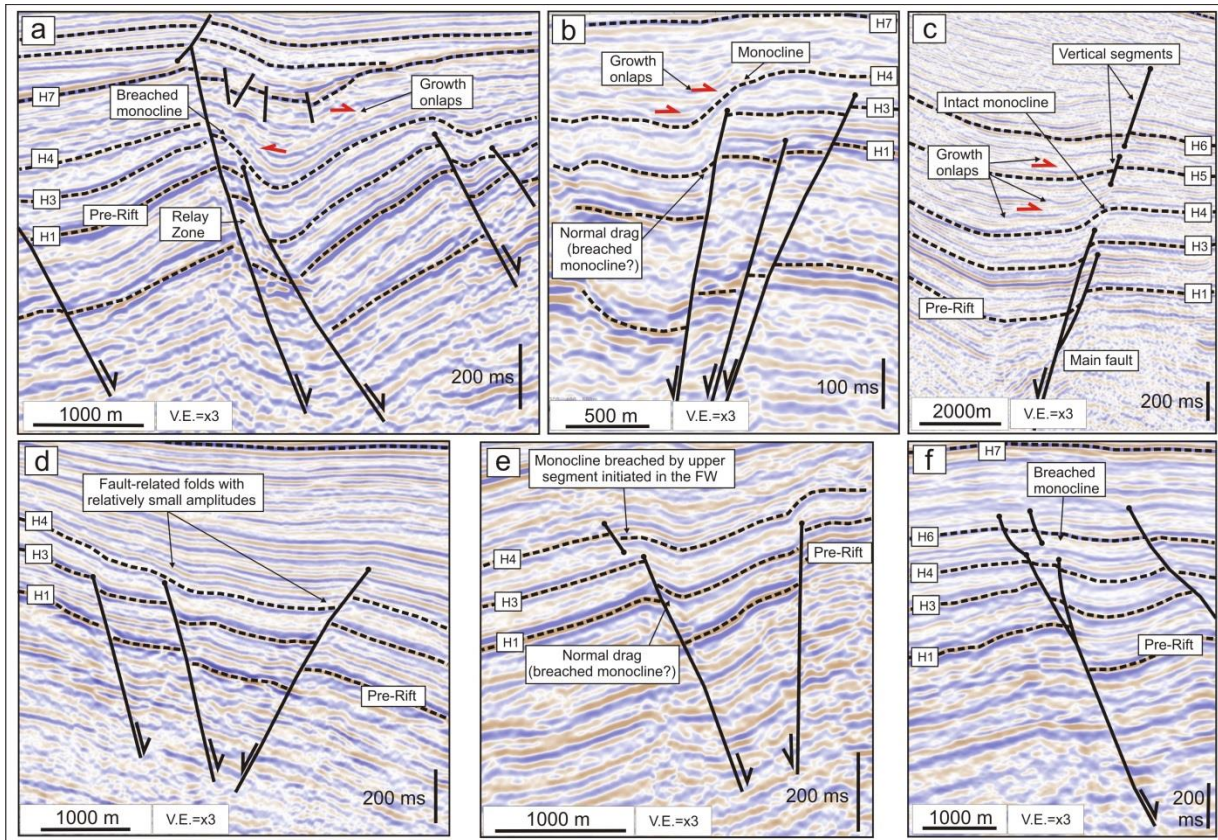 a
H7
Breached
monocline
Growth
onlaps
H4
H3
Pre-Rift
Relay
Zone
H1
200 ms
1000 m
V.E.=x3
b
H7
Monocline
Growth
onlaps
H4
H3
H1
Normal drag
(breached
monocline?)
100 ms
500 m
V.E.=x3
c
Vertical segments
Intact monocline
H6
Growth
onlaps
H5
H4
H3
Pre-Rift
H1
Main fault
2000m
V.E.=x3
200 ms
d
Fault-related folds with
relatively small amplitudes
H4
H3
H1
Pre-Rift
200 ms
1000 m
V.E.=x3
e
Monocline breached by upper
segment initiated in the FW
H4
Pre-Rift
H3
H1
Normal drag
(breached monocline?)
200 ms
1000 m
V.E.=x3
f
H7
Breached
monocline
H6
H4
H3
Pre-Rift
H1
200
ms
1000 m
V.E.=x3